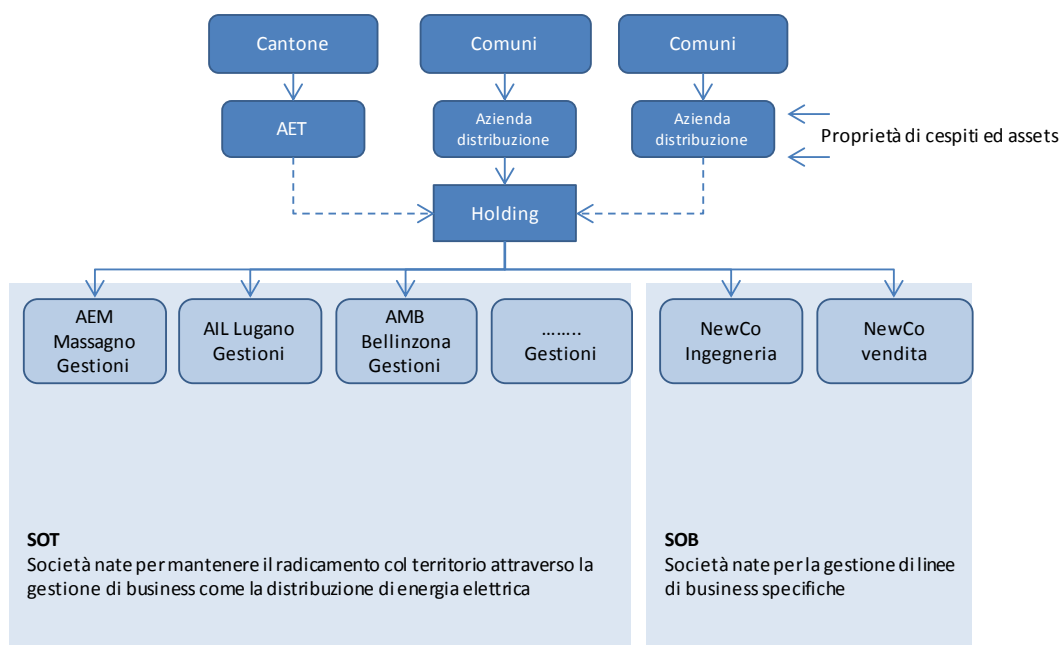 Cantone
Comuni
Comuni
AET
Azienda
distribuzione
Azienda
distribuzione
Proprietà di cespiti ed assets
Holding
AEM
Massagno
Gestioni
AIL Lugano
Gestioni
AMB
Bellinzona
Gestioni
........
Gestioni
NewCo
Ingegneria
NewCo
vendita
SOT
Società nate per mantenere il radicamento col territorio attraverso la
gestione di business come la distribuzione di energia elettrica
SOB
Società nate per la gestione di linee
di business specifiche